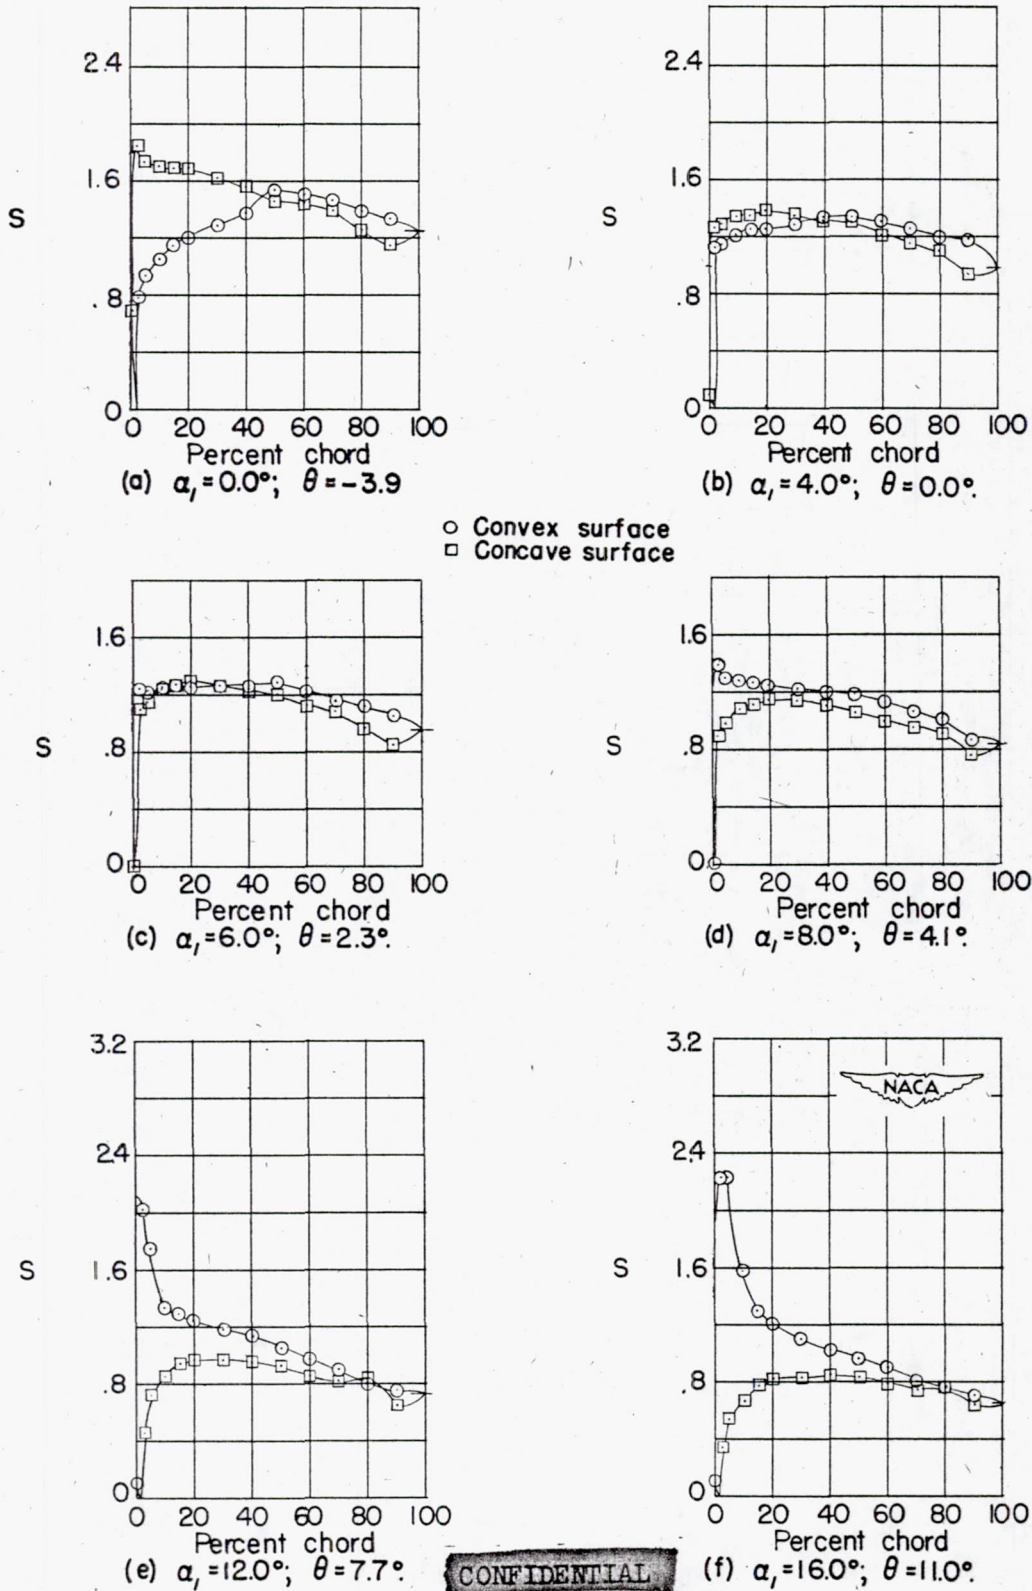 2.4
1.6
S
.8
0
0 20 40 60 80 100
Percent chord
(a) α₁=0.0°; θ=-3.9
2.4
1.6
S
.8
0
0 20 40 60 80 100
Percent chord
(b) α₁=4.0°; θ=0.0°.
○ Convex surface
□ Concave surface
1.6
S
.8
0
0 20 40 60 80 100
Percent chord
(c) α₁=6.0°; θ=2.3°.
1.6
S
.8
0
0 20 40 60 80 100
Percent chord
(d) α₁=8.0°; θ=4.1°.
3.2
2.4
S
1.6
.8
0
0 20 40 60 80 100
Percent chord
(e) α₁=12.0°; θ=7.7°.
3.2
NACA
2.4
S
1.6
.8
0
0 20 40 60 80 100
Percent chord
(f) α₁=16.0°; θ=11.0°.
CONFIDENTIAL